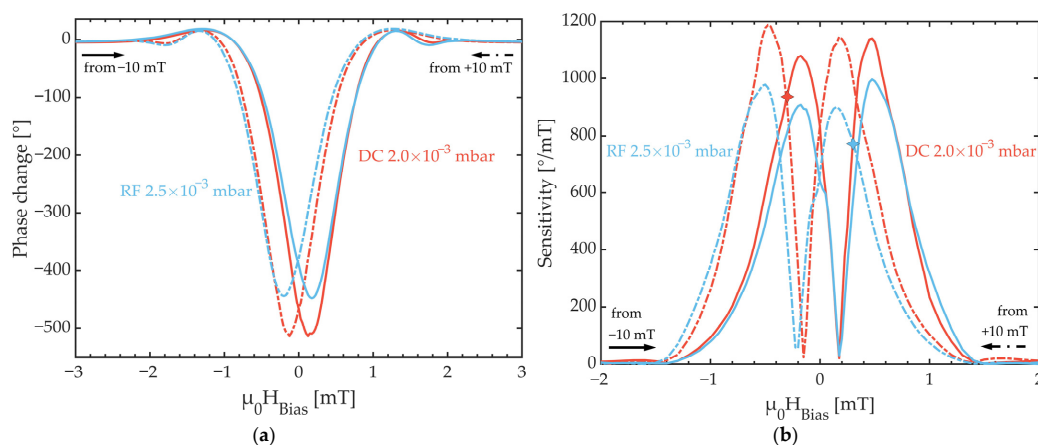 0
−100
−200
−300
−400
−500
Phase change [°]
from −10 mT
from +10 mT
DC 2.0×10⁻³ mbar
RF 2.5×10⁻³ mbar
−3
−2
−1
0
1
2
3
μ₀H_Bias [mT]
(a)
1200
1000
800
600
400
200
0
Sensitivity [°/mT]
RF 2.5×10⁻³ mbar
DC 2.0×10⁻³ mbar
from
−10 mT
from
+10 mT
−2
−1
0
1
2
μ₀H_Bias [mT]
(b)